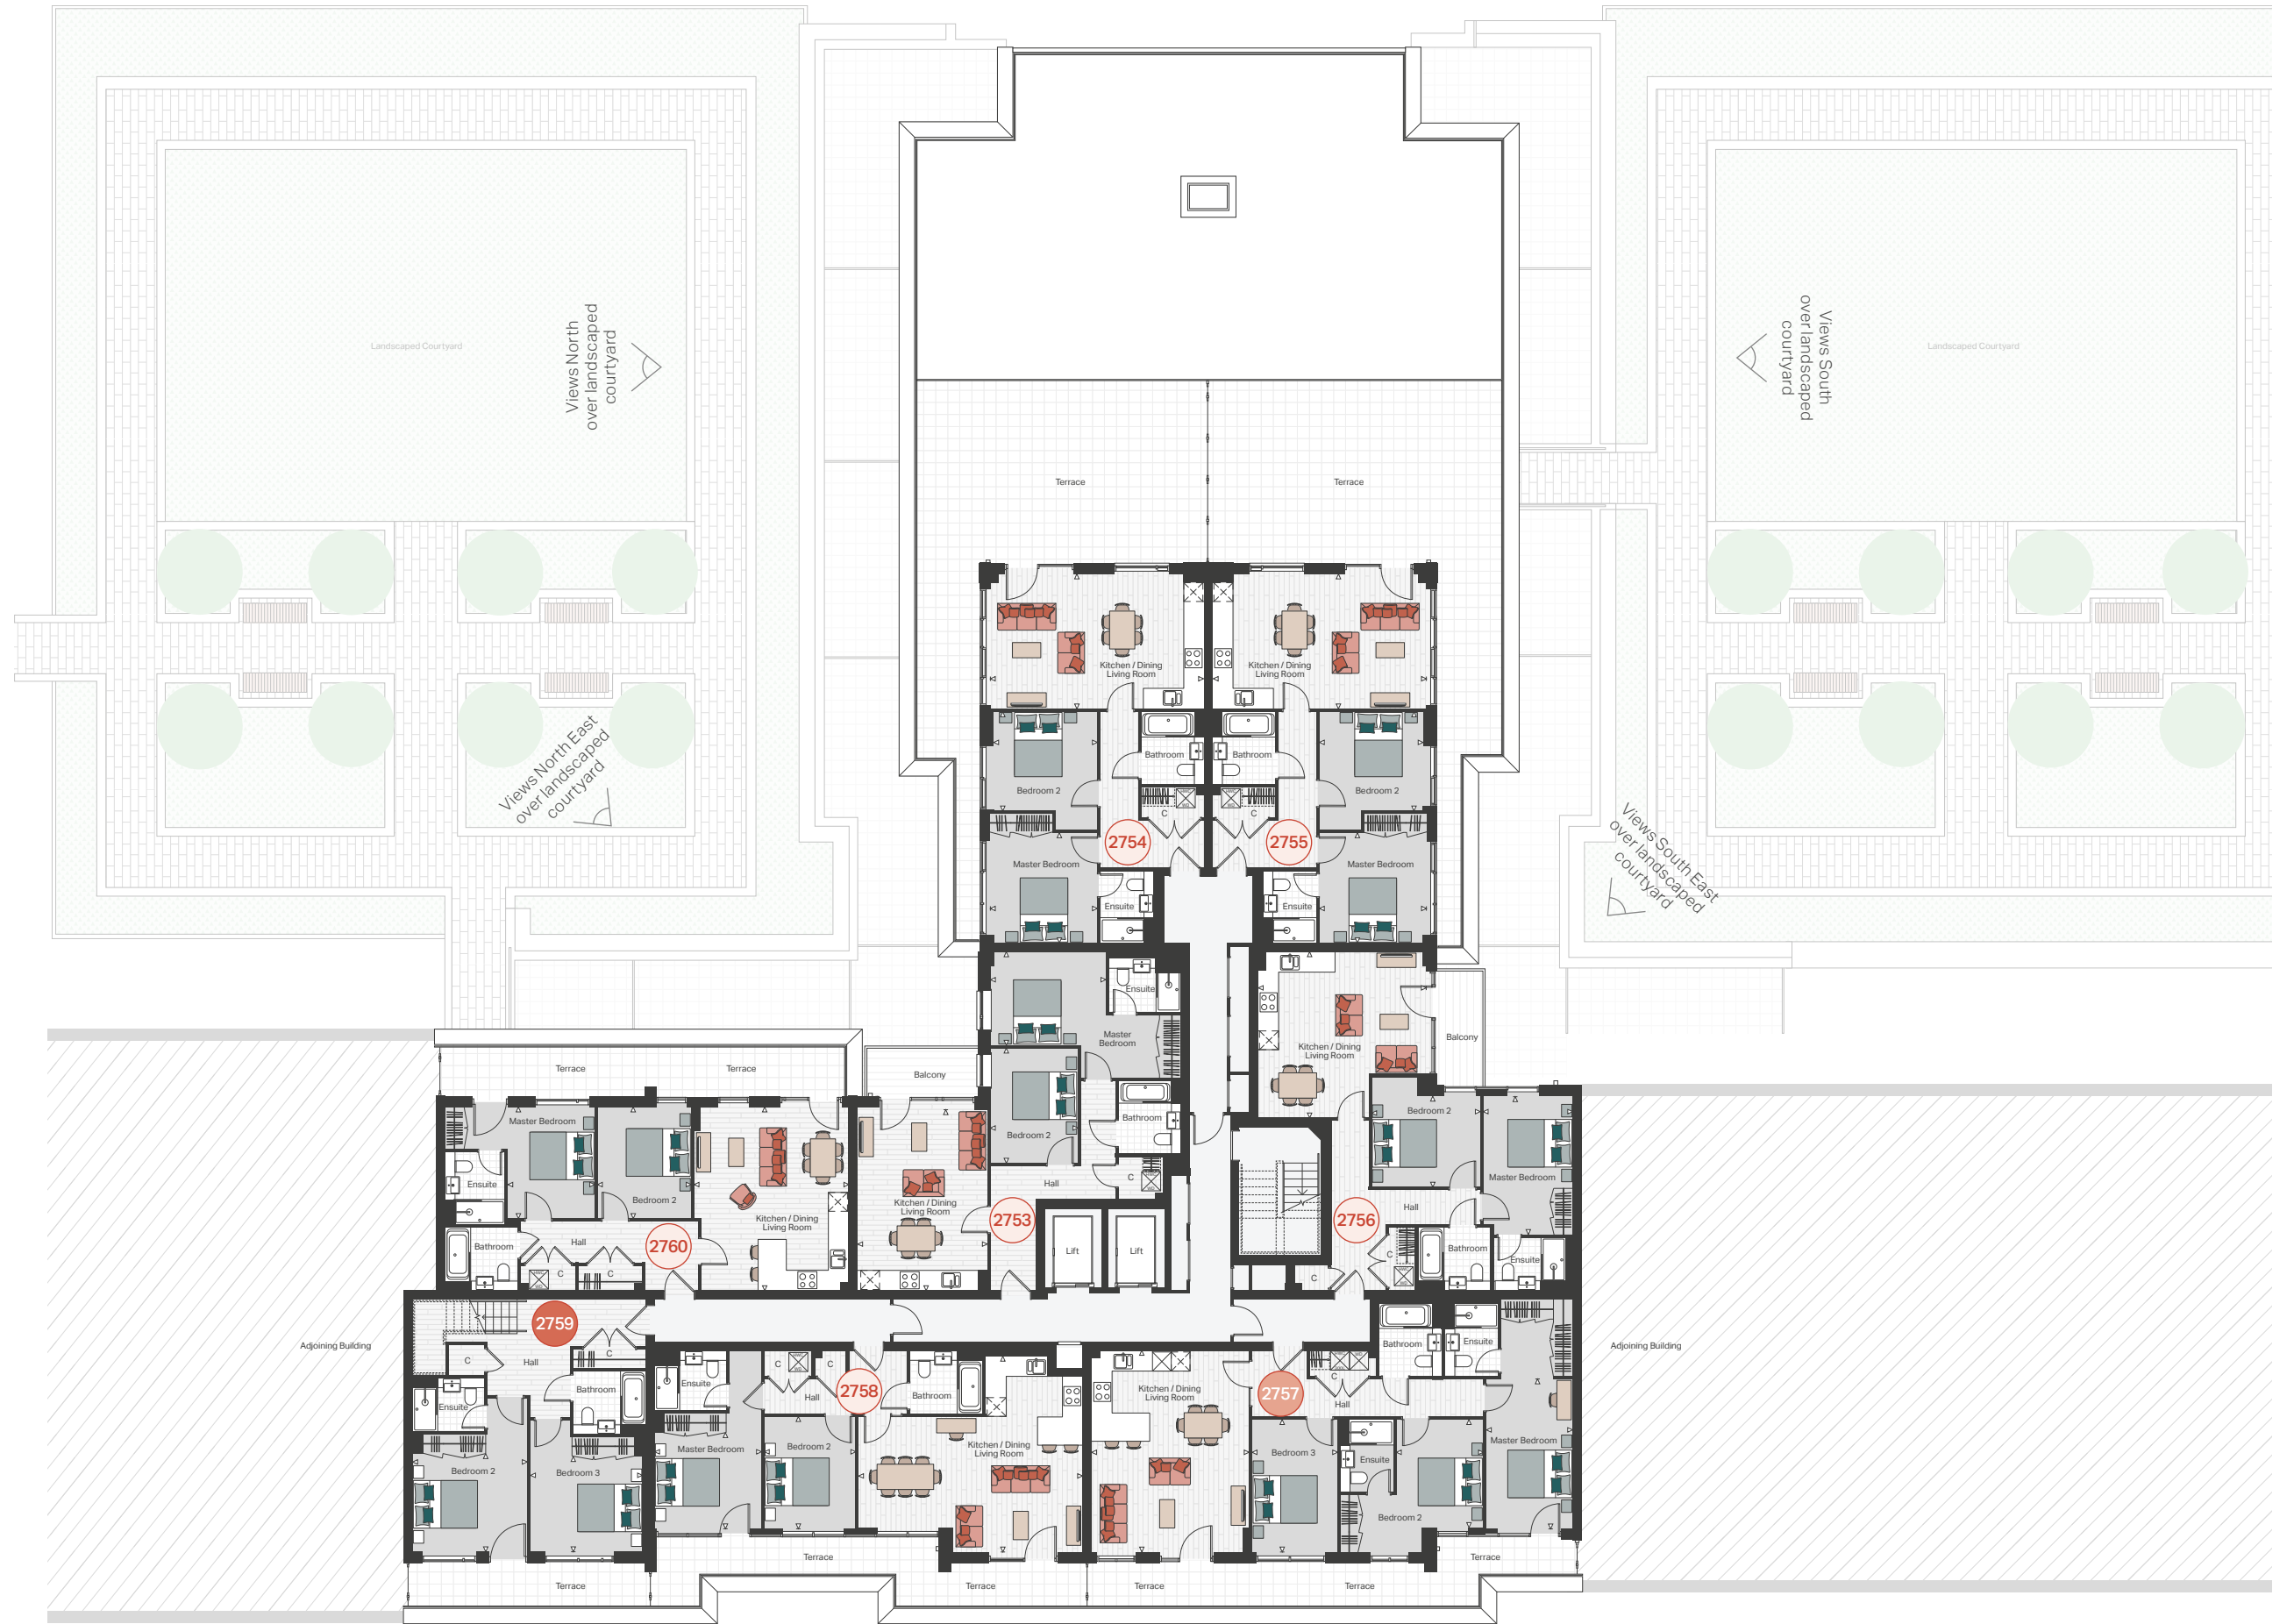 Landscaped Courtyard
Views North
over landscaped
courtyard
Views South
over landscaped
courtyard
Landscaped Courtyard
Terrace
Terrace
Kitchen / Dining
Living Room
Kitchen / Dining
Living Room
Views North East
over landscaped
courtyard
Bathroom
Bathroom
Bedroom 2
Bedroom 2
C
C
2754
2755
Views South East
over landscaped
courtyard
Master Bedroom
Master Bedroom
Ensuite
Ensuite
Ensuite
Master
Bedroom
Kitchen / Dining
Living Room
Balcony
Terrace
Terrace
Balcony
Master Bedroom
Bedroom 2
Bathroom
Bedroom 2
Bedroom 2
Master Bedroom
Ensuite
Hall
C
Kitchen / Dining
Living Room
Kitchen / Dining
Living Room
2753
2756
Hall
Bathroom
Hall
2760
Lift
Lift
Bathroom
Ensuite
C
C
C
C
2759
Adjoining Building
Adjoining Building
C
Hall
C
Bathroom
Ensuite
Ensuite
C
C
Hall
2758
Bathroom
Kitchen / Dining
Living Room
2757
C
Hall
Bathroom
Ensuite
Ensuite
Bathroom
Bedroom 2
Bedroom 3
Master Bedroom
Bedroom 2
Kitchen / Dining
Living Room
Bedroom 3
Ensuite
Bedroom 2
Master Bedroom
Terrace
Terrace
Terrace
Terrace
Terrace
Terrace